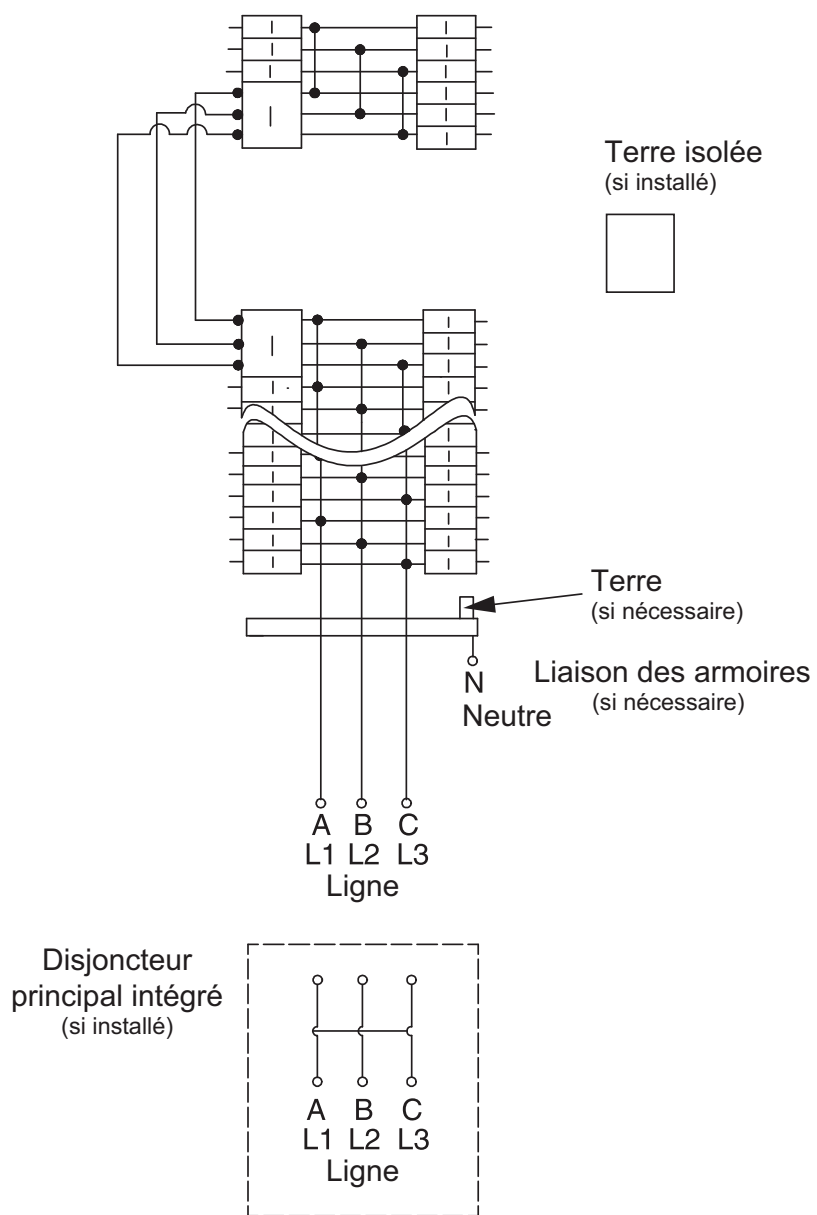 Terre isolée
(si installé)
Terre
(si nécessaire)
Liaison des armoires
(si nécessaire)
N
Neutre
A B C
L1 L2 L3
Ligne
Disjoncteur
principal intégré
(si installé)
A B C
L1 L2 L3
Ligne